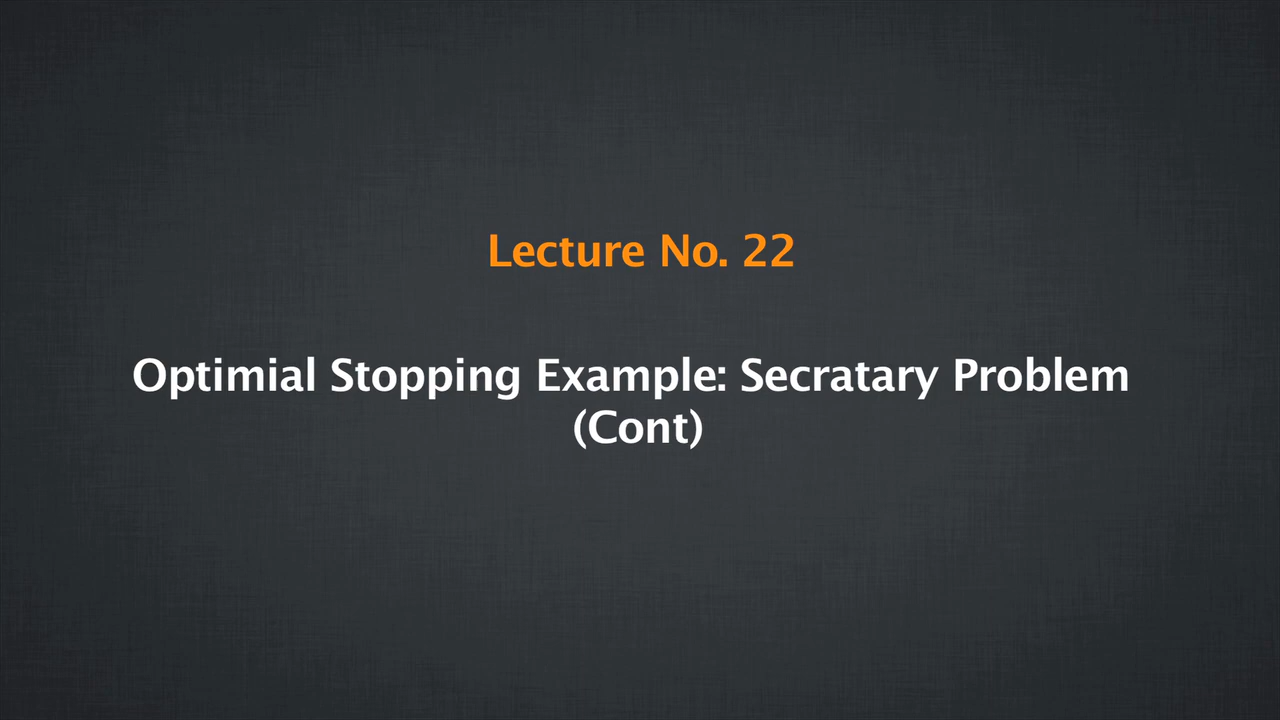 Lecture No. 22
Optimial Stopping Example: Secratary Problem
(Cont)